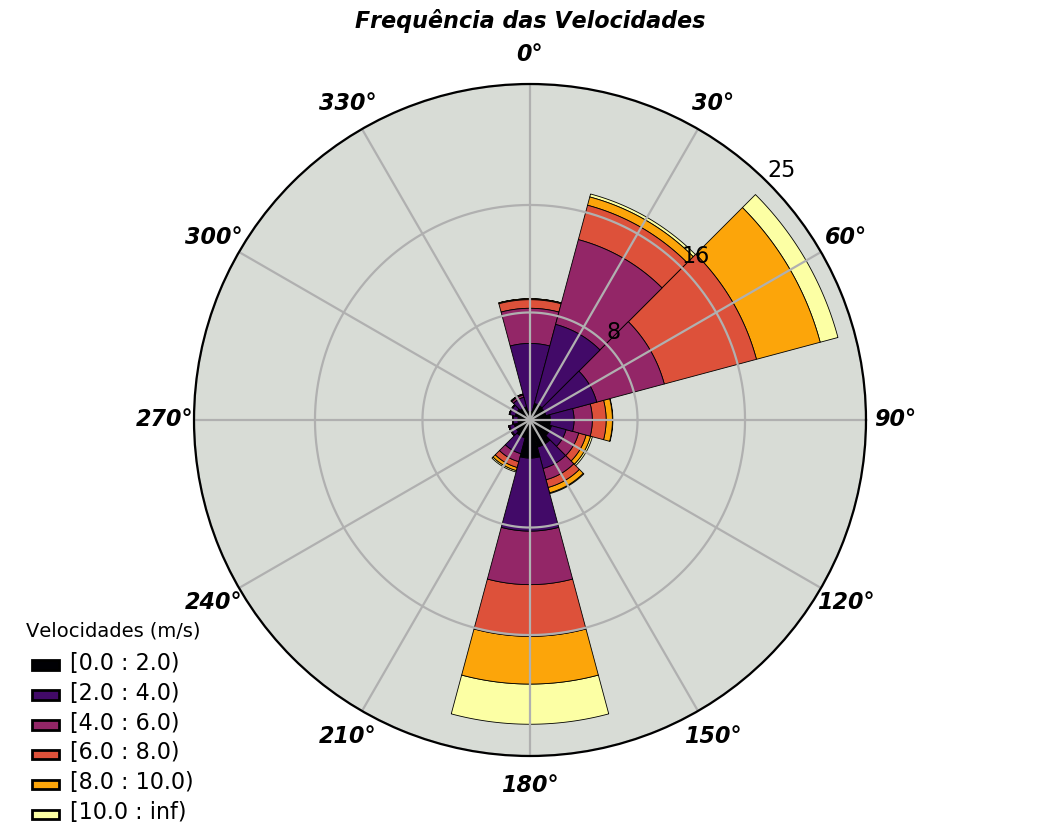 Frequência das Velocidades
0°
330°
30°
25
300°
60°
16
8
270°
90°
240°
120°
210°
150°
180°
Velocidades (m/s)
[0.0 : 2.0)
[2.0 : 4.0)
[4.0 : 6.0)
[6.0 : 8.0)
[8.0 : 10.0)
[10.0 : inf)